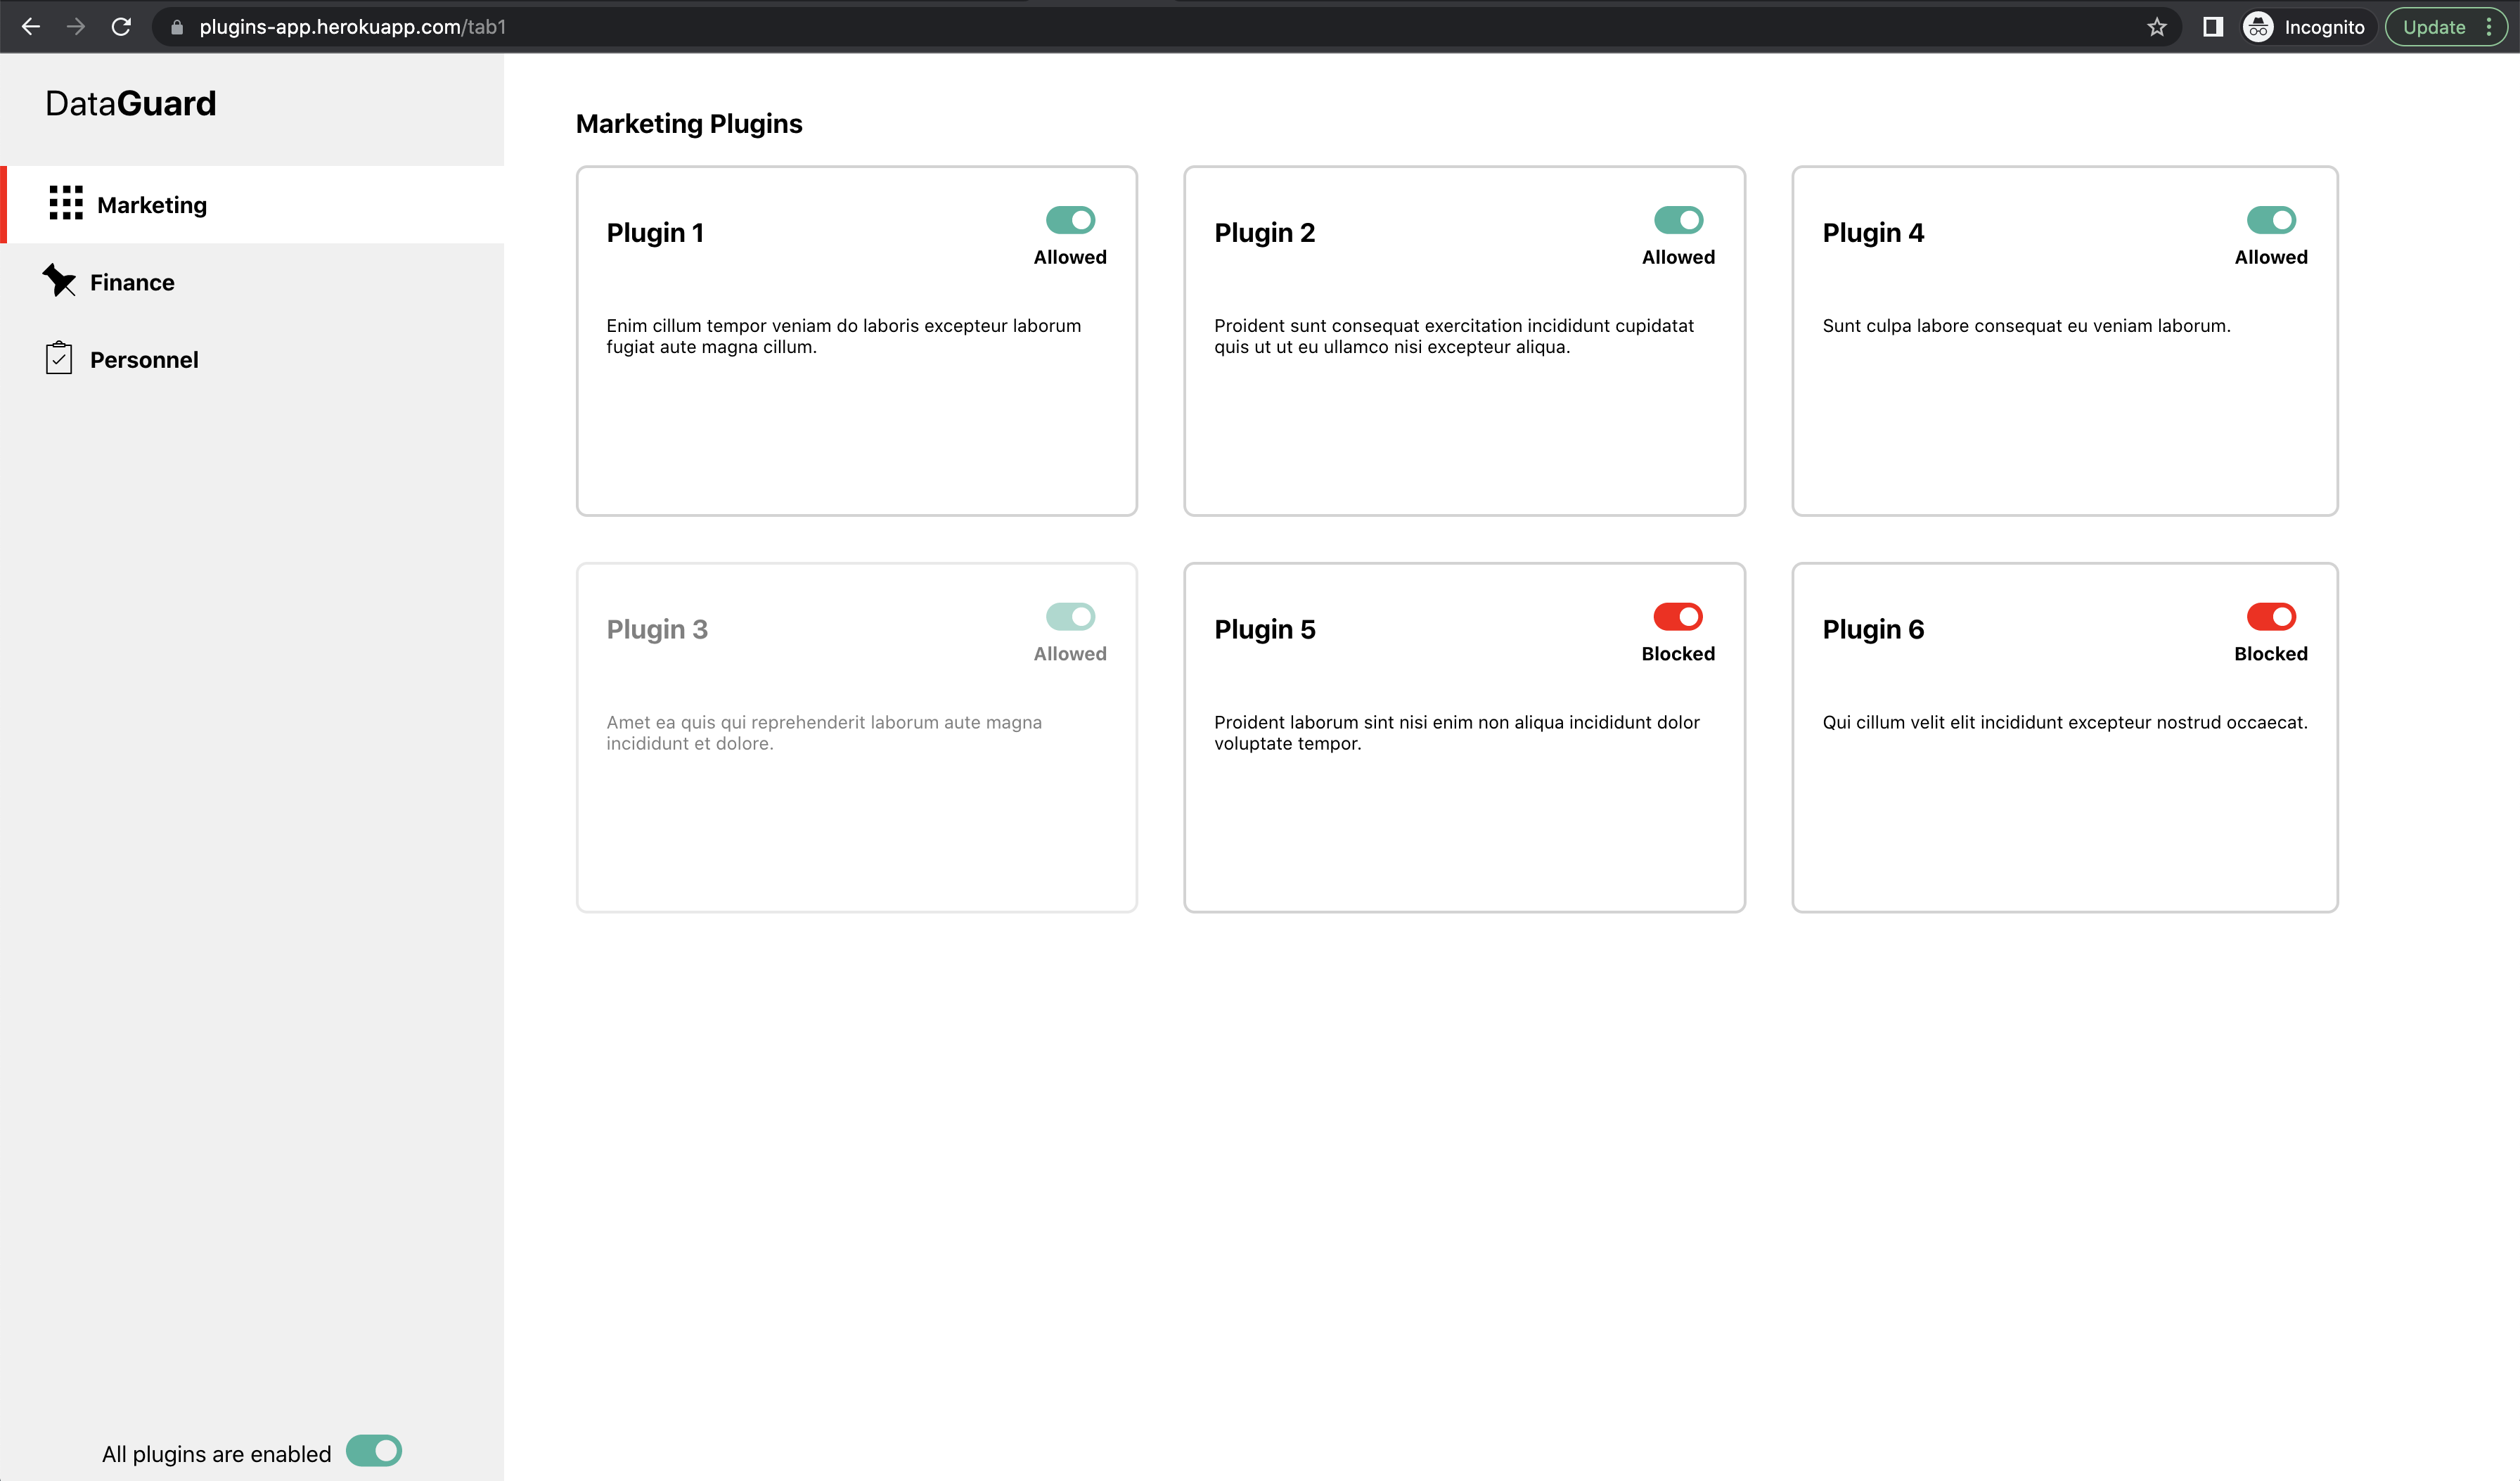 plugins-app.herokuapp.com/tab1
Incognito
Update
DataGuard
Marketing
Finance
Personnel
All plugins are enabled
Marketing Plugins
Plugin 1
Allowed
Enim cillum tempor veniam do laboris excepteur laborum
fugiat aute magna cillum.
Plugin 2
Allowed
Proident sunt consequat exercitation incididunt cupidatat
quis ut ut eu ullamco nisi excepteur aliqua.
Plugin 4
Allowed
Sunt culpa labore consequat eu veniam laborum.
Plugin 3
Allowed
Amet ea quis qui reprehenderit laborum aute magna
incididunt et dolore.
Plugin 5
Blocked
Proident laborum sint nisi enim non aliqua incididunt dolor
voluptate tempor.
Plugin 6
Blocked
Qui cillum velit elit incididunt excepteur nostrud occaecat.